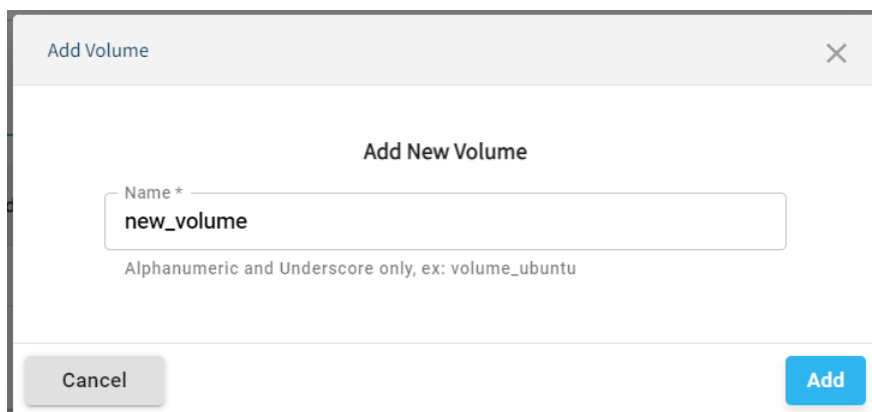 Add Volume
Add New Volume
Name *
new_volume
Alphanumeric and Underscore only, ex: volume_ubuntu
Cancel
Add